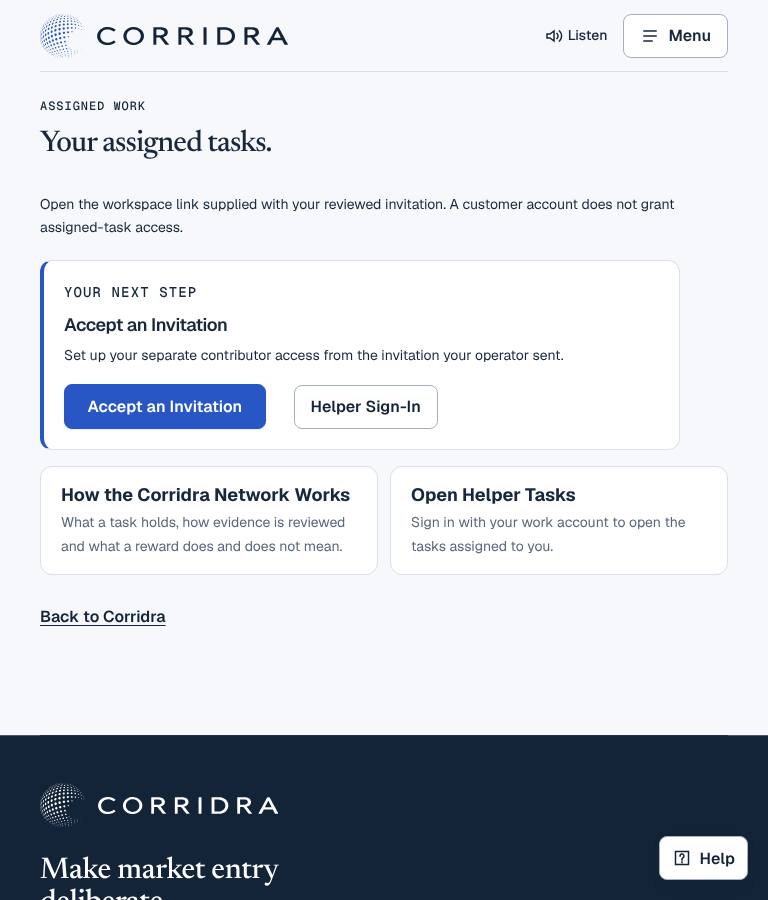 CORRIDRA
Listen
Menu
ASSIGNED WORK
Your assigned tasks.
Open the workspace link supplied with your reviewed invitation. A customer account does not grant
assigned-task access.
YOUR NEXT STEP
Accept an Invitation
Set up your separate contributor access from the invitation your operator sent.
Accept an Invitation
Helper Sign-In
How the Corridra Network Works
What a task holds, how evidence is reviewed
and what a reward does and does not mean.
Open Helper Tasks
Sign in with your work account to open the
tasks assigned to you.
Back to Corridra
CORRIDRA
Make market entry
deliberate
Help